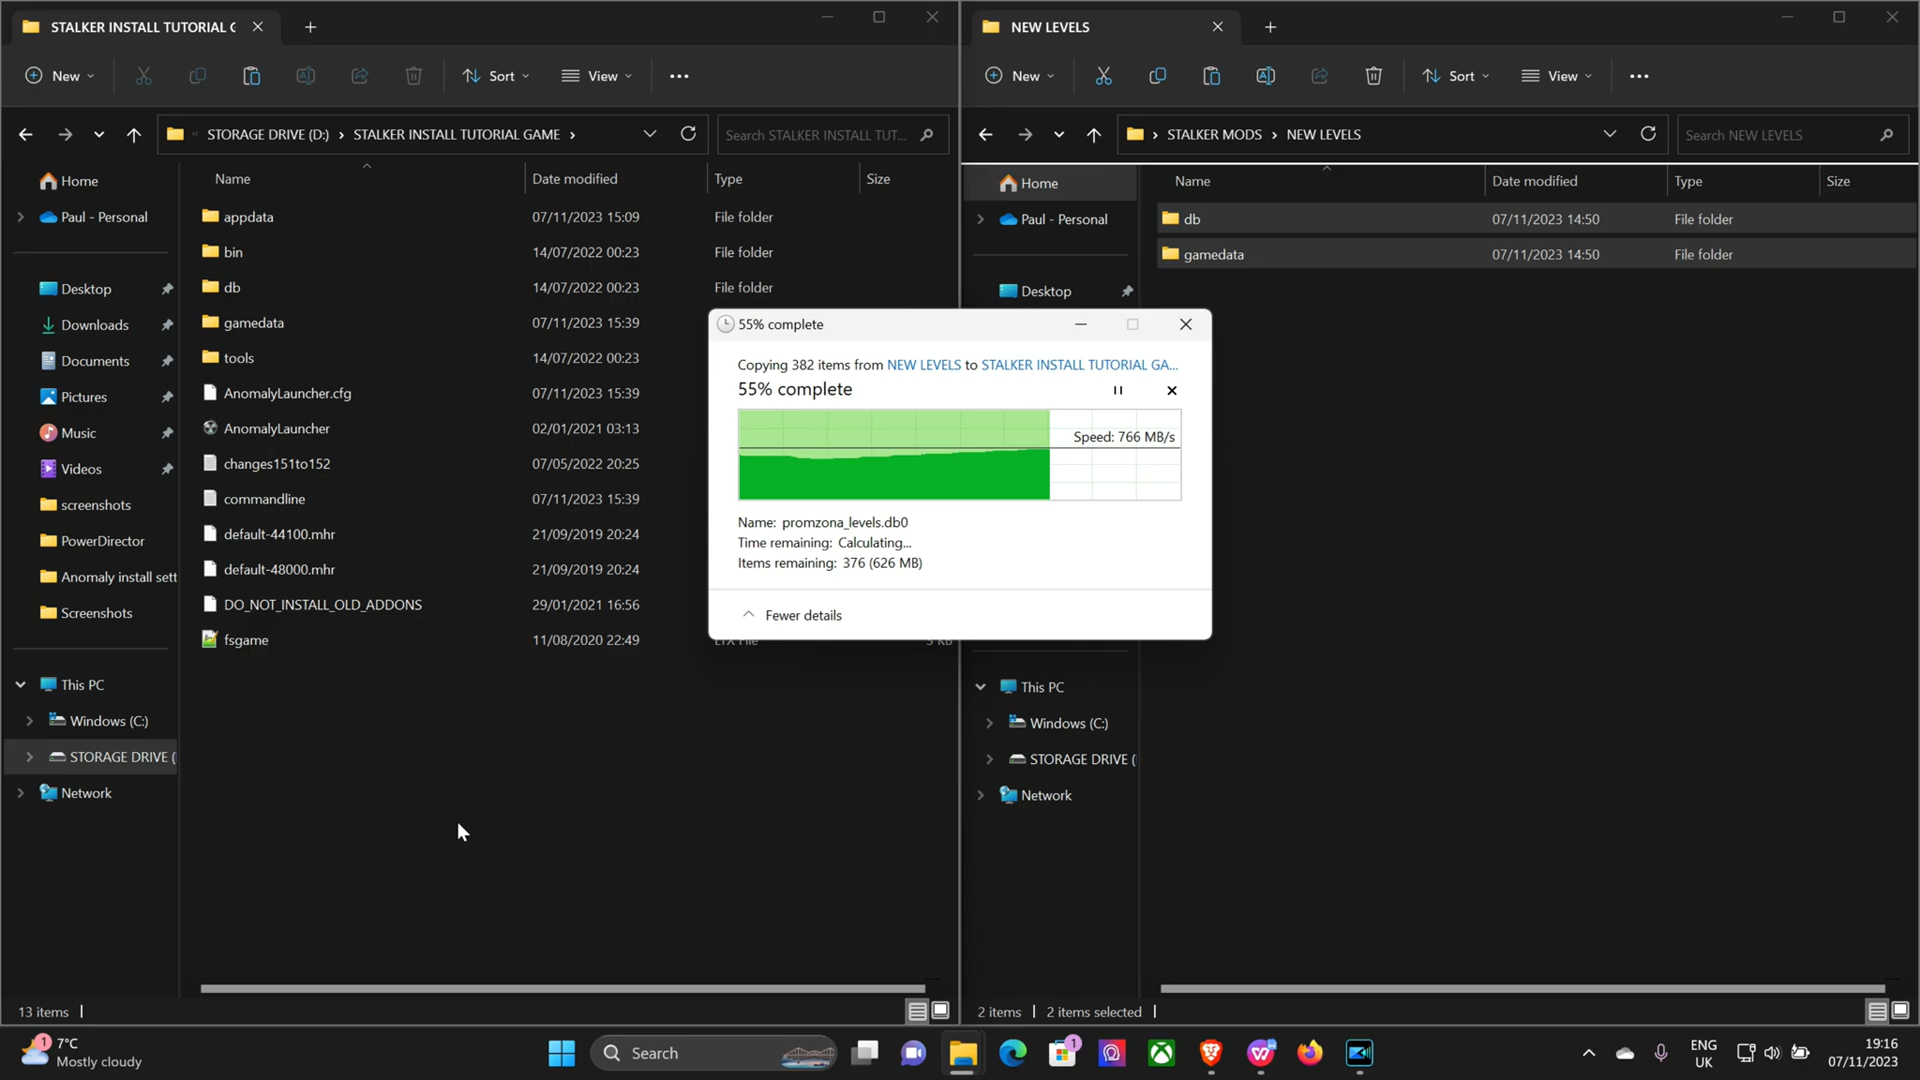 STALKER INSTALL TUTORIAL G
New
Sort
View
STORAGE DRIVE (D:) › STALKER INSTALL TUTORIAL GAME ›
Search STALKER INSTALL TUT...
Home
Paul - Personal
Desktop
Downloads
Documents
Pictures
Music
Videos
screenshots
PowerDirector
Anomaly install sett
Screenshots
This PC
Windows (C:)
STORAGE DRIVE (
Network
Name Date modified Type Size
appdata 07/11/2023 15:09 File folder
bin 14/07/2022 00:23 File folder
db 14/07/2022 00:23 File folder
gamedata 07/11/2023 15:39
tools 14/07/2022 00:23
AnomalyLauncher.cfg 07/11/2023 15:39
AnomalyLauncher 02/01/2021 03:13
changes151to152 07/05/2022 20:25
commandline 07/11/2023 15:39
default-44100.mhr 21/09/2019 20:24
default-48000.mhr 21/09/2019 20:24
DO_NOT_INSTALL_OLD_ADDONS 29/01/2021 16:56
fsgame 11/08/2020 22:49 LTX File 3 KB
13 items
NEW LEVELS
New
Sort
View
› STALKER MODS › NEW LEVELS
Search NEW LEVELS
Home
Paul - Personal
Desktop
This PC
Windows (C:)
STORAGE DRIVE (
Network
Name Date modified Type Size
db 07/11/2023 14:50 File folder
gamedata 07/11/2023 14:50 File folder
2 items 2 items selected
55% complete
Copying 382 items from NEW LEVELS to STALKER INSTALL TUTORIAL GA...
55% complete
Speed: 766 MB/s
Name: promzona_levels.db0
Time remaining: Calculating...
Items remaining: 376 (626 MB)
Fewer details
1
7°C
Mostly cloudy
Search
1
ENG
UK
19:16
07/11/2023